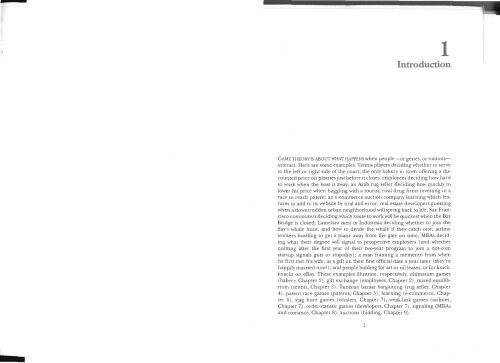 1
Introduction
GAME THEORY IS ABOUT WHAT HAPPENS when people—or genes, or nations—
interact. Here are some examples: Tennis players deciding whether to serve
to the left or right side of the court; the only bakery in town offering a dis-
counted price on pastries just before it closes; employees deciding how hard
to work when the boss is away; an Arab rug seller deciding how quickly to
lower his price when haggling with a tourist; rival drug firms investing in a
race to reach patent; an e-commerce auction company learning which fea-
tures to add to its website by trial and error; real estate developers guessing
when a downtrodden urban neighborhood will spring back to life; San Fran-
cisco commuters deciding which route to work will be quickest when the Bay
Bridge is closed; Lamelara men in Indonesia deciding whether to join the
day's whale hunt, and how to divide the whale if they catch one; airline
workers hustling to get a plane away from the gate on time; MBAs decid-
ing what their degree will signal to prospective employers (and whether
quitting after the first year of their two-year program to join a dot-com
startup signals guts or stupidity); a man framing a memento from when
he first met his wife, as a gift on their first official date a year later (they're
happily married now!); and people bidding for art or oil leases, or for knick-
knacks on eBay. These examples illustrate, respectively, ultimatum games
(bakery, Chapter 2), gift exchange (employees, Chapter 2), mixed equilib-
rium (tennis, Chapter 3), Tunisian bazaar bargaining (rug seller, Chapter
4), patent race games (patents, Chapter 5), learning (e-commerce, Chap-
ter 6), stag hunt games (whalers, Chapter 7), weak-link games (airlines,
Chapter 7), order-statistic games (developers, Chapter 7), signaling (MBAs
and romance, Chapter 8), auctions (bidding, Chapter 9).
1